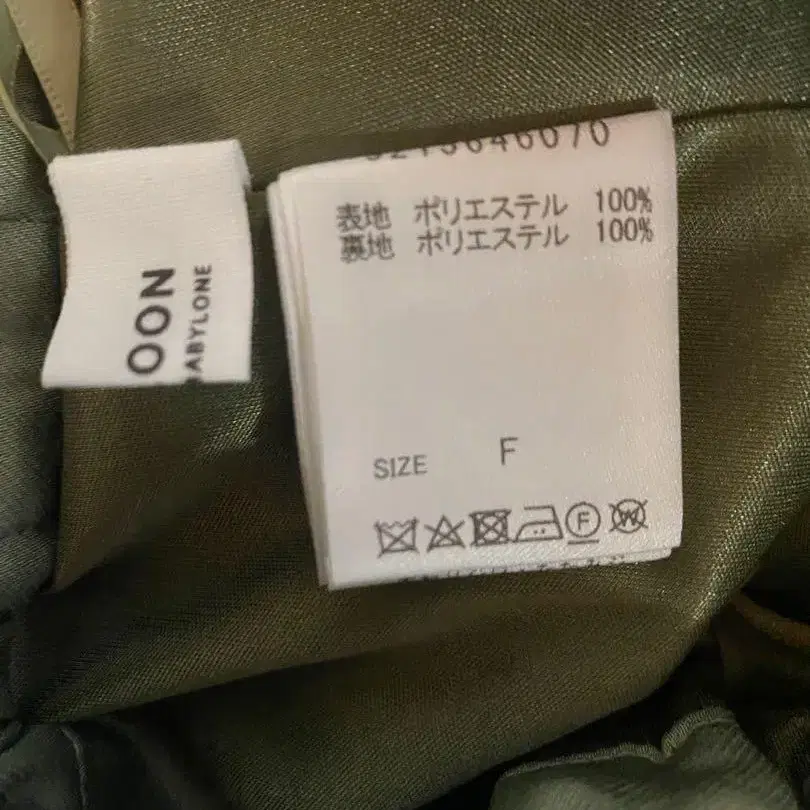 OON
BABYLONE
表地 ポリエステル 100%
裏地 ポリエステル 100%
SIZE F
F W